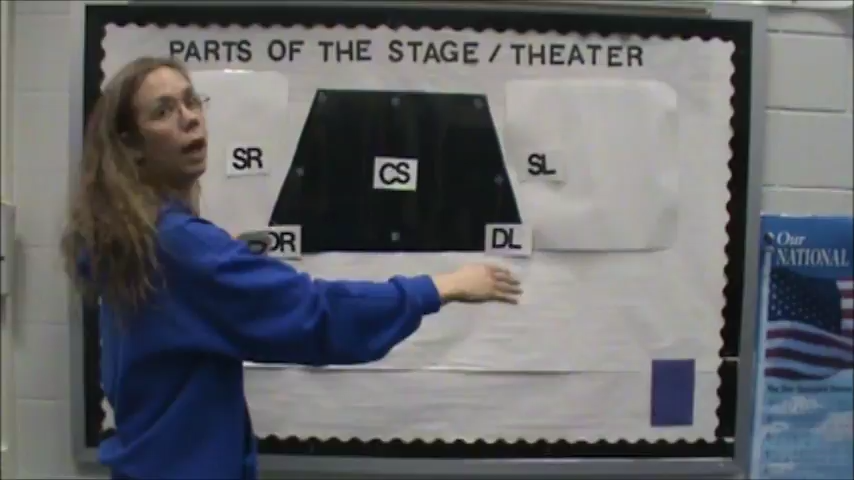 PARTS OF THE STAGE / THEATER
SR
CS
SL
DR
DL
Our
NATIONAL